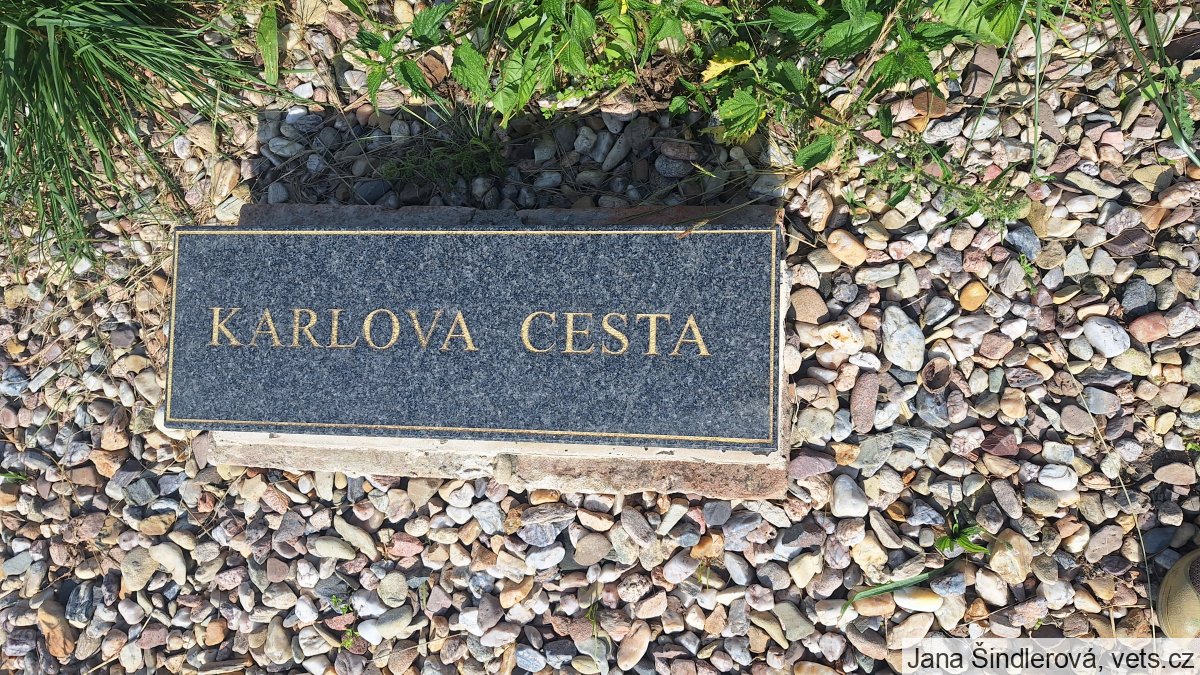 KARLOVA CESTA
Jana Šindlerová, vets.cz